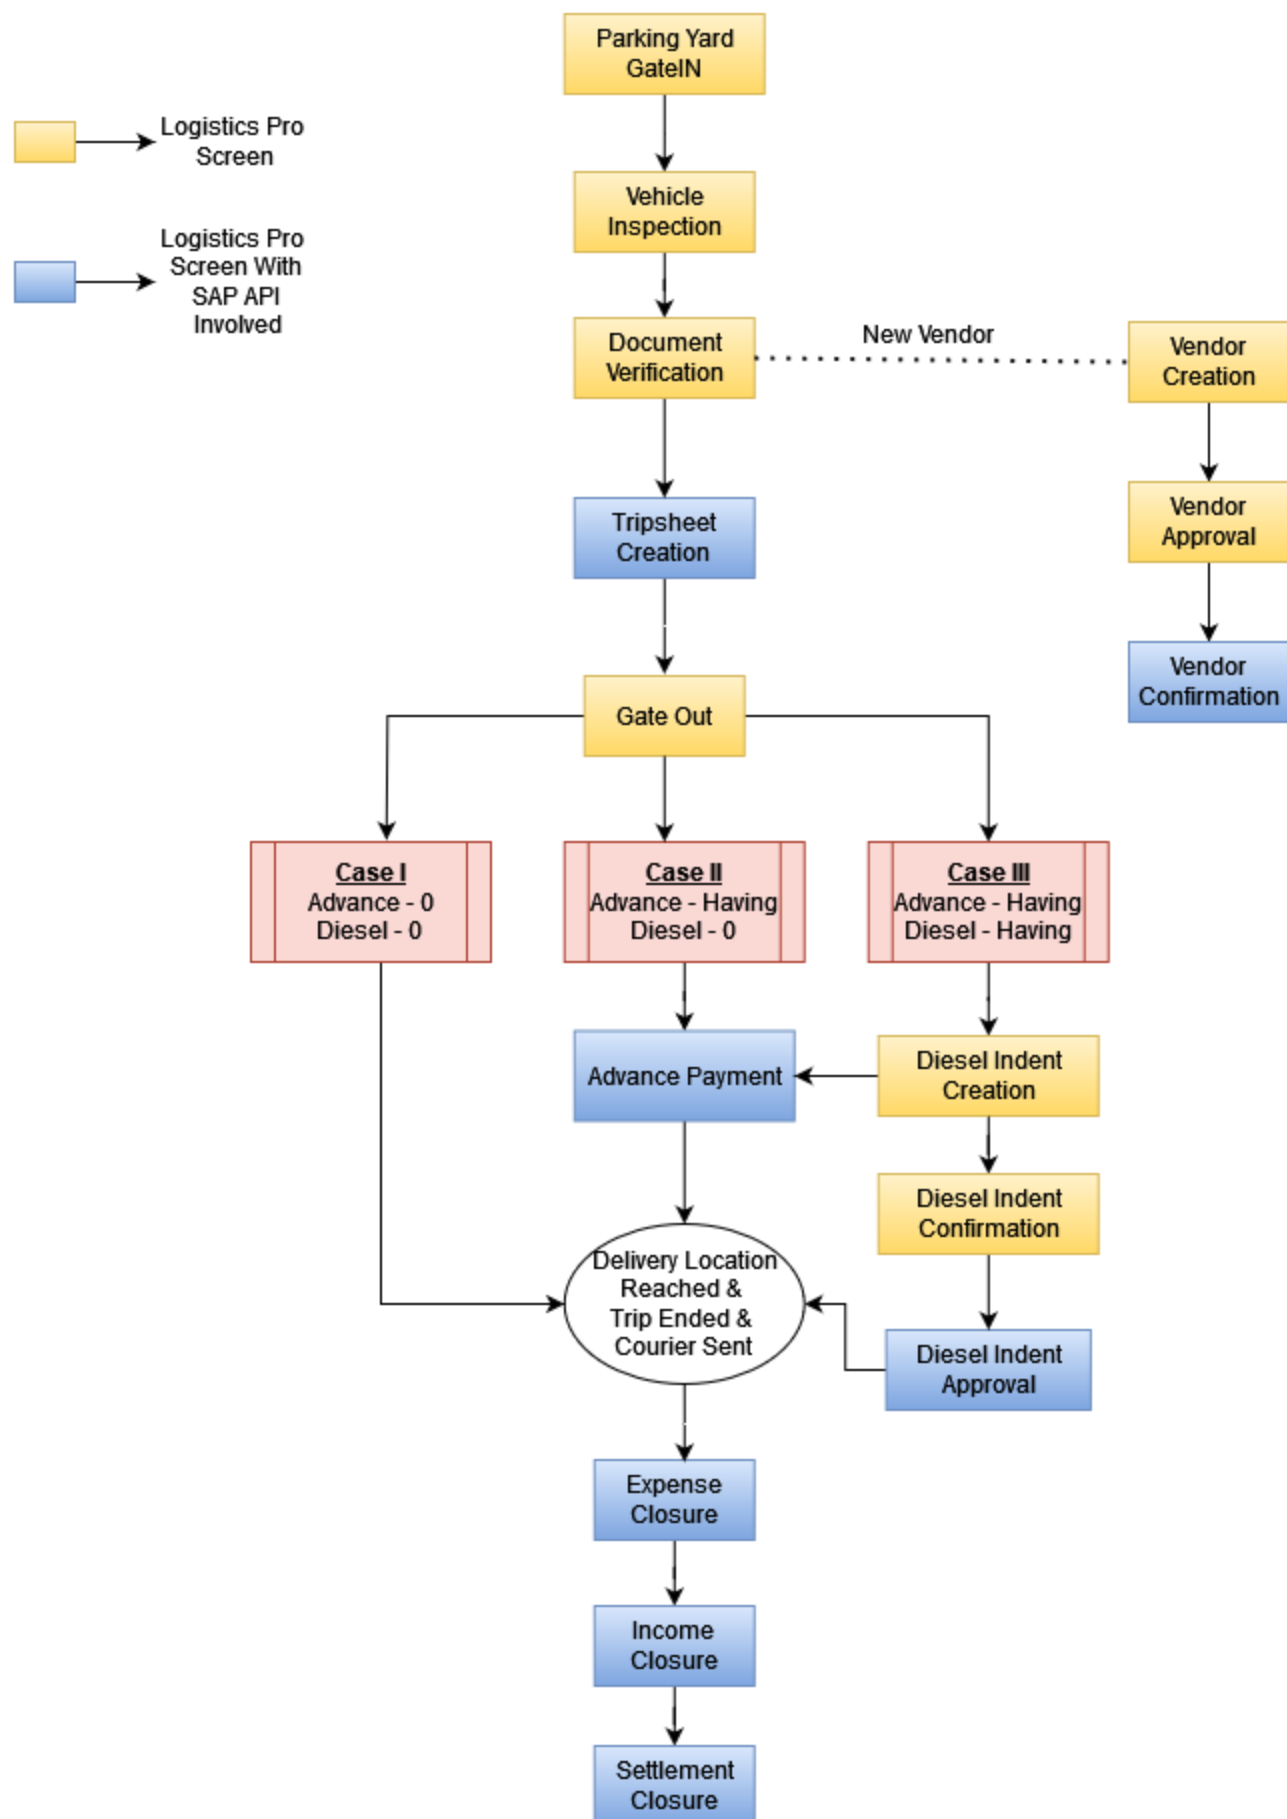 Parking Yard
GateIN
Logistics Pro
Screen
Vehicle
Inspection
Logistics Pro
Screen With
SAP API
Involved
Document
Verification
New Vendor
Vendor
Creation
Tripsheet
Creation
Vendor
Approval
Vendor
Confirmation
Gate Out
Case I
Advance - 0
Diesel - 0
Case II
Advance - Having
Diesel - 0
Case III
Advance - Having
Diesel - Having
Advance Payment
Diesel Indent
Creation
Diesel Indent
Confirmation
Delivery Location
Reached &
Trip Ended &
Courier Sent
Diesel Indent
Approval
Expense
Closure
Income
Closure
Settlement
Closure